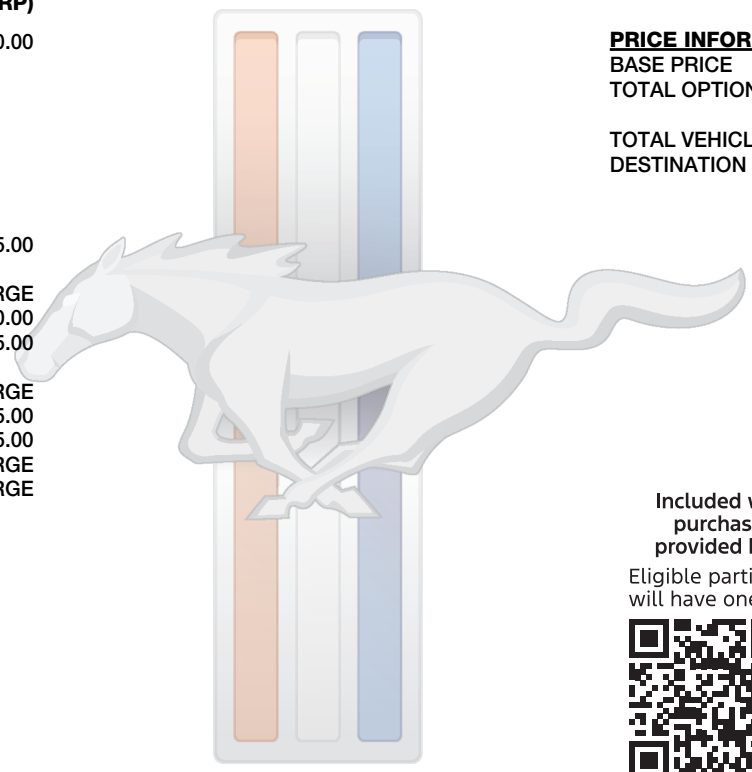 RP)
0.00
5.00
RGE
0.00
5.00
RGE
5.00
5.00
RGE
RGE
PRICE INFOR
BASE PRICE
TOTAL OPTION
TOTAL VEHICL
DESTINATION
Included w
purchas
provided b
Eligible parti
will have one